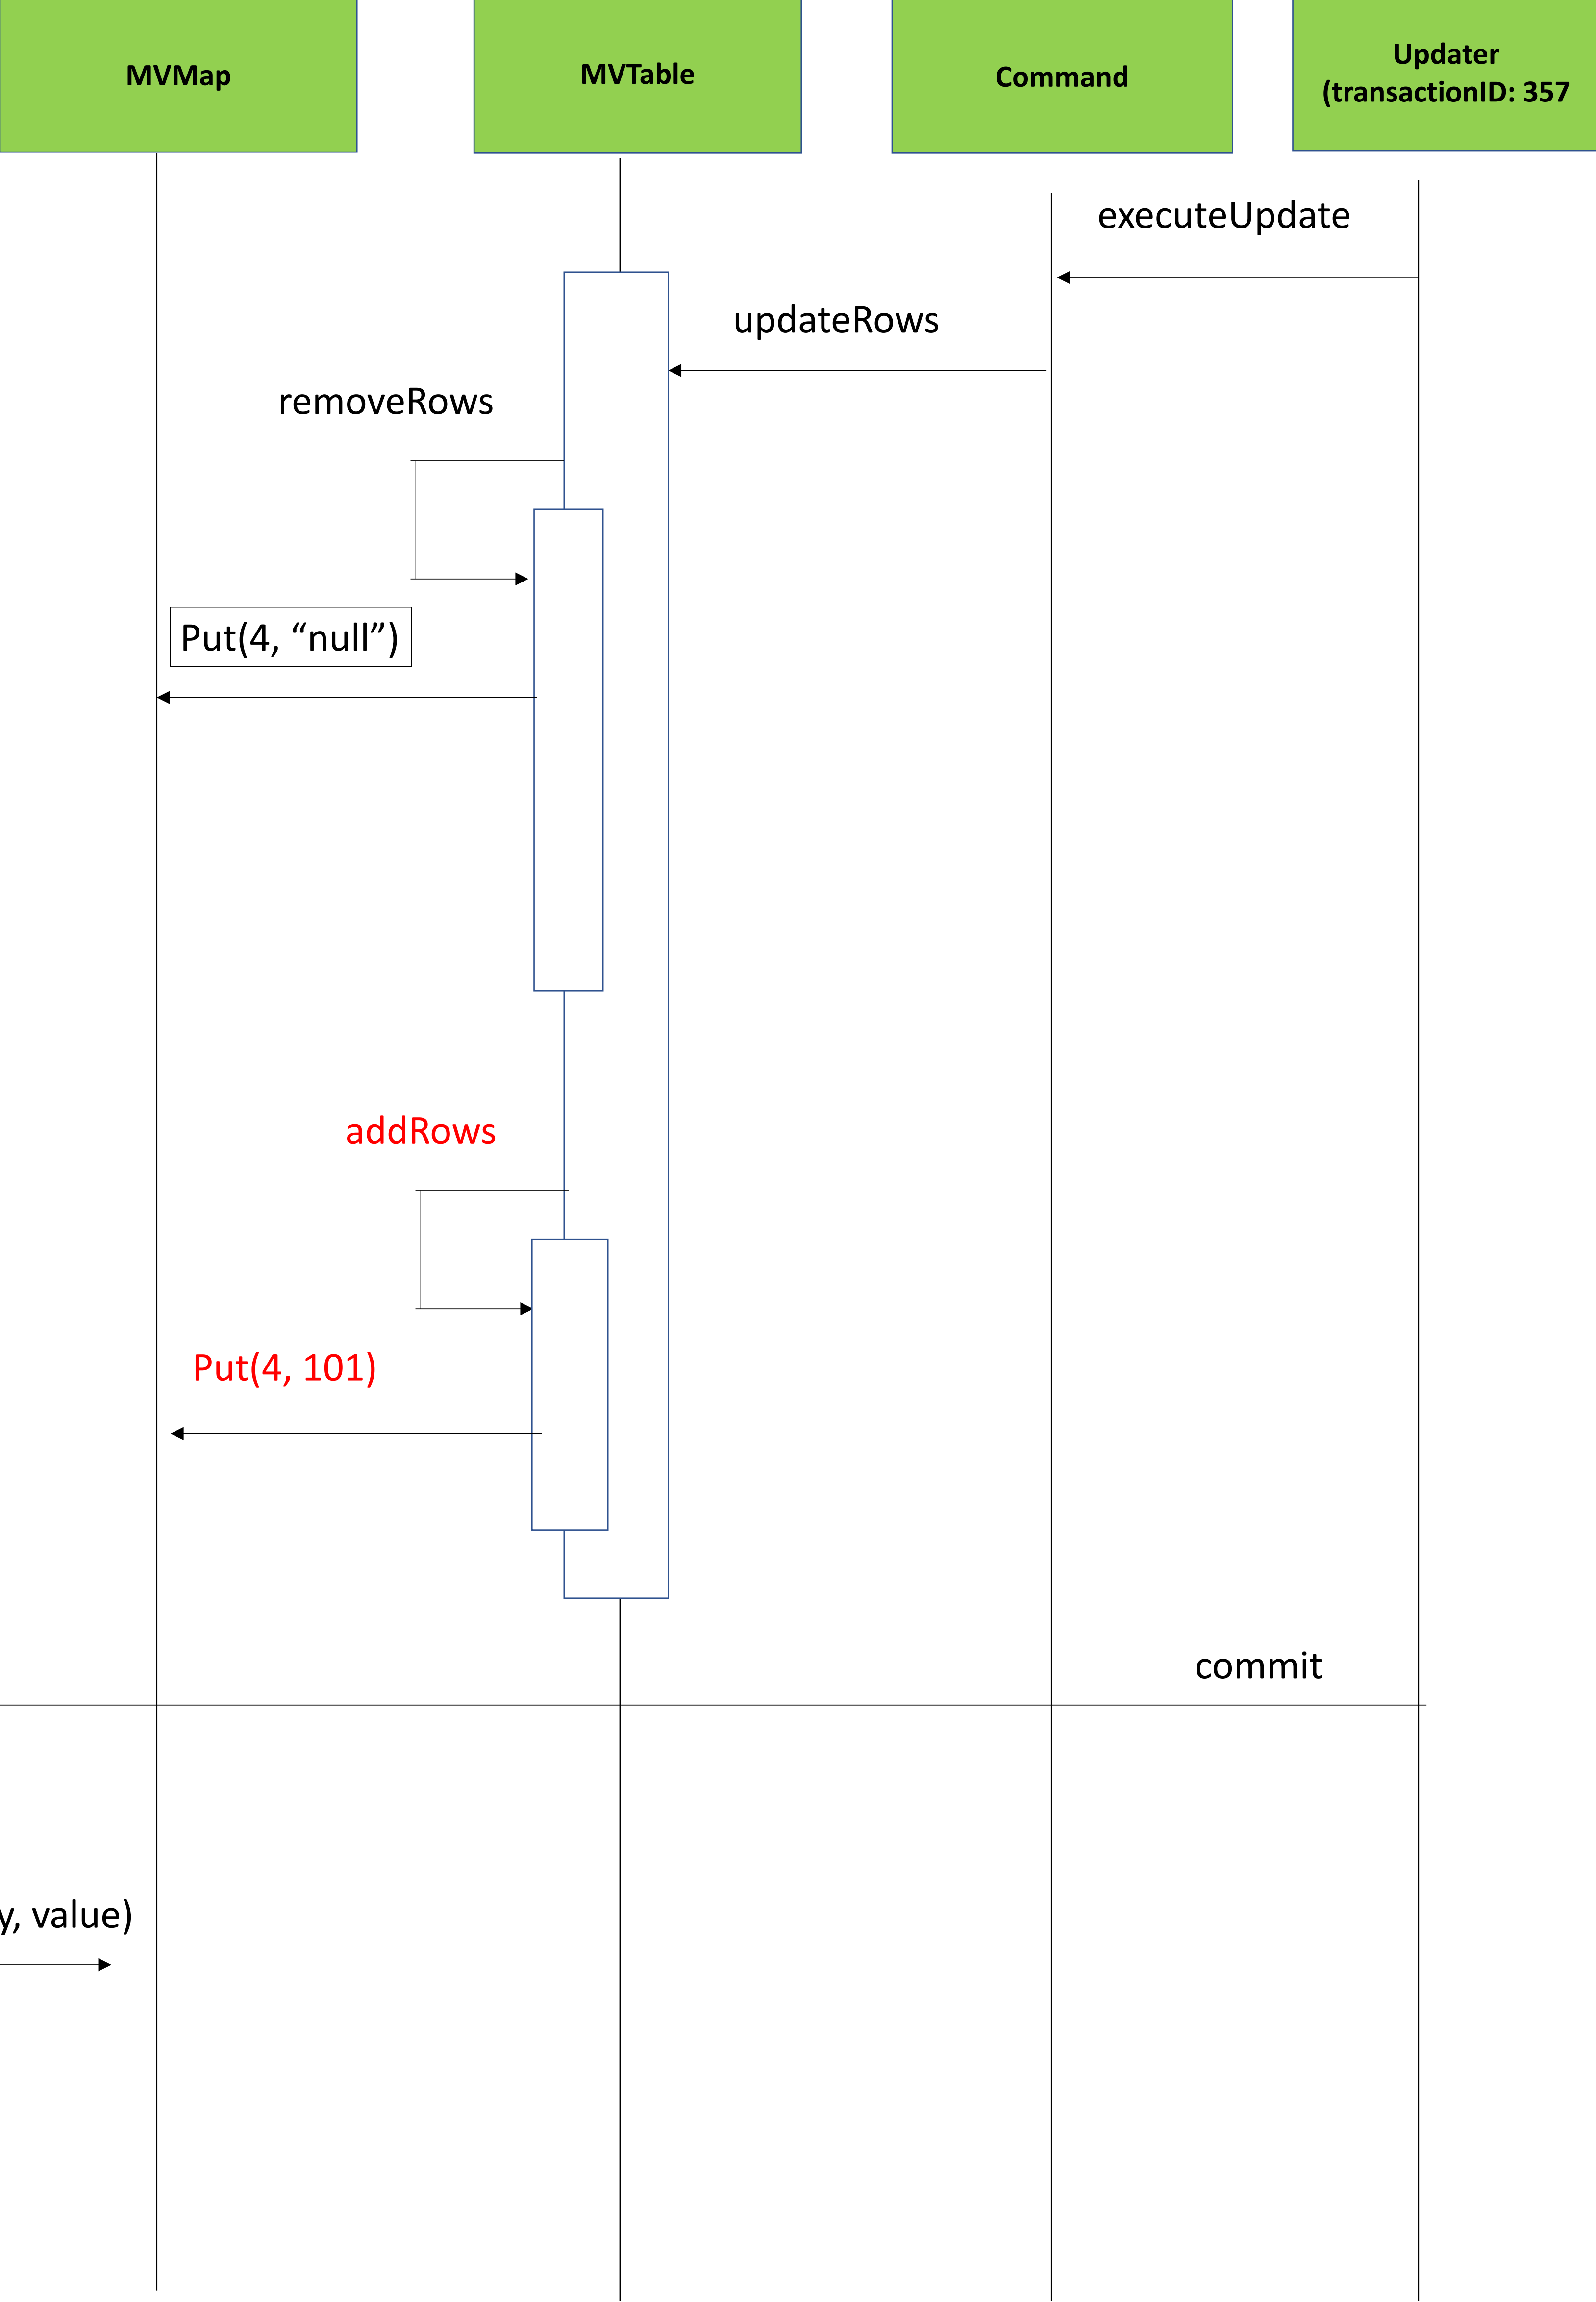 MVMap
MVTable
Command
Updater
(transactionID: 357
executeUpdate
updateRows
removeRows
Put(4, “null”)
addRows
Put(4, 101)
commit
y, value)